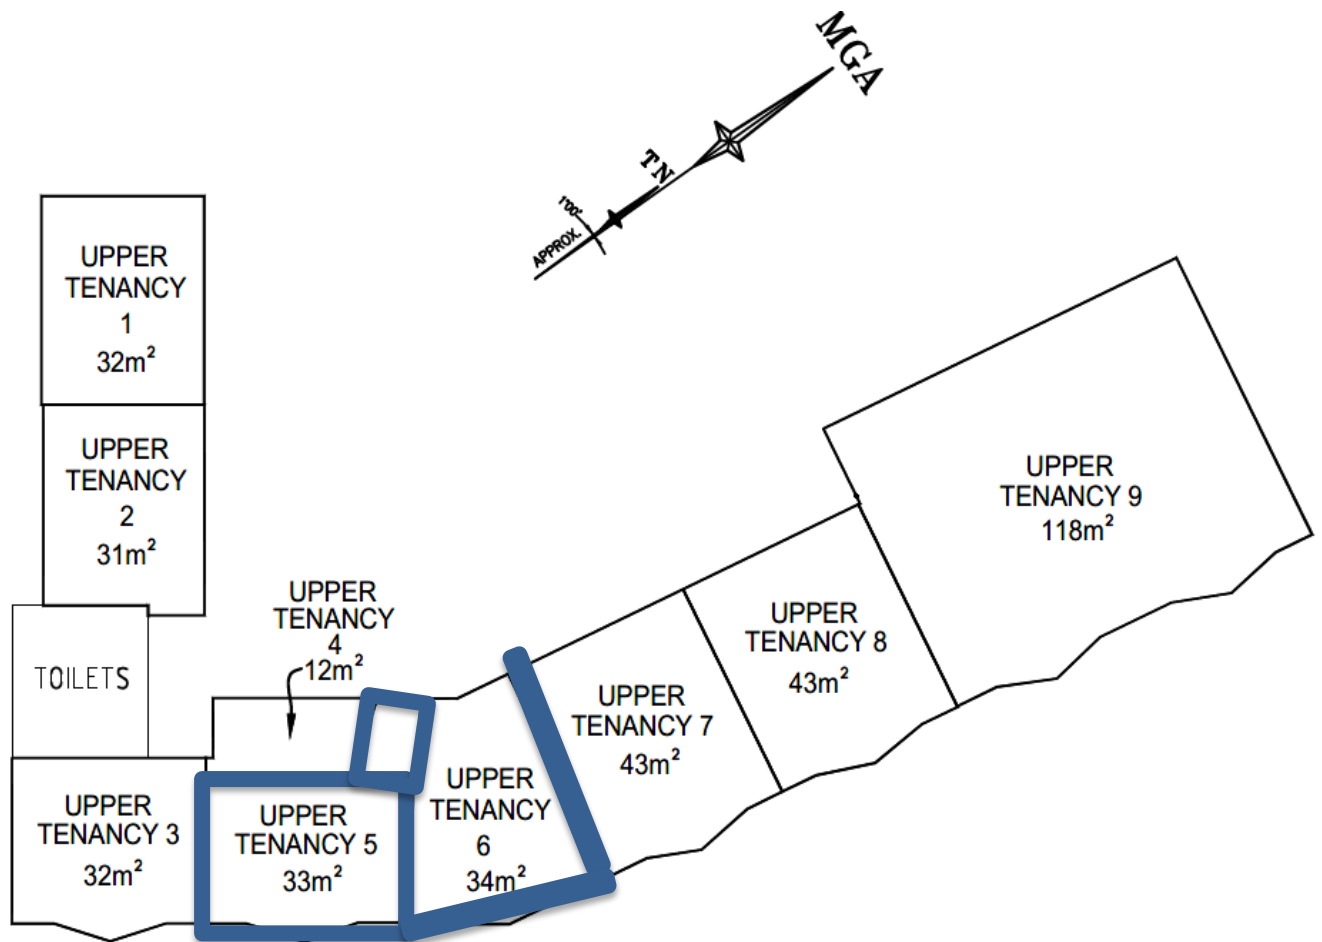 MGA
TN
1°00'
APPROX.
UPPER
TENANCY
1
32m²
UPPER
TENANCY
2
31m²
TOILETS
UPPER
TENANCY
4
12m²
UPPER
TENANCY 3
32m²
UPPER
TENANCY 5
33m²
UPPER
TENANCY
6
34m²
UPPER
TENANCY 7
43m²
UPPER
TENANCY 8
43m²
UPPER
TENANCY 9
118m²